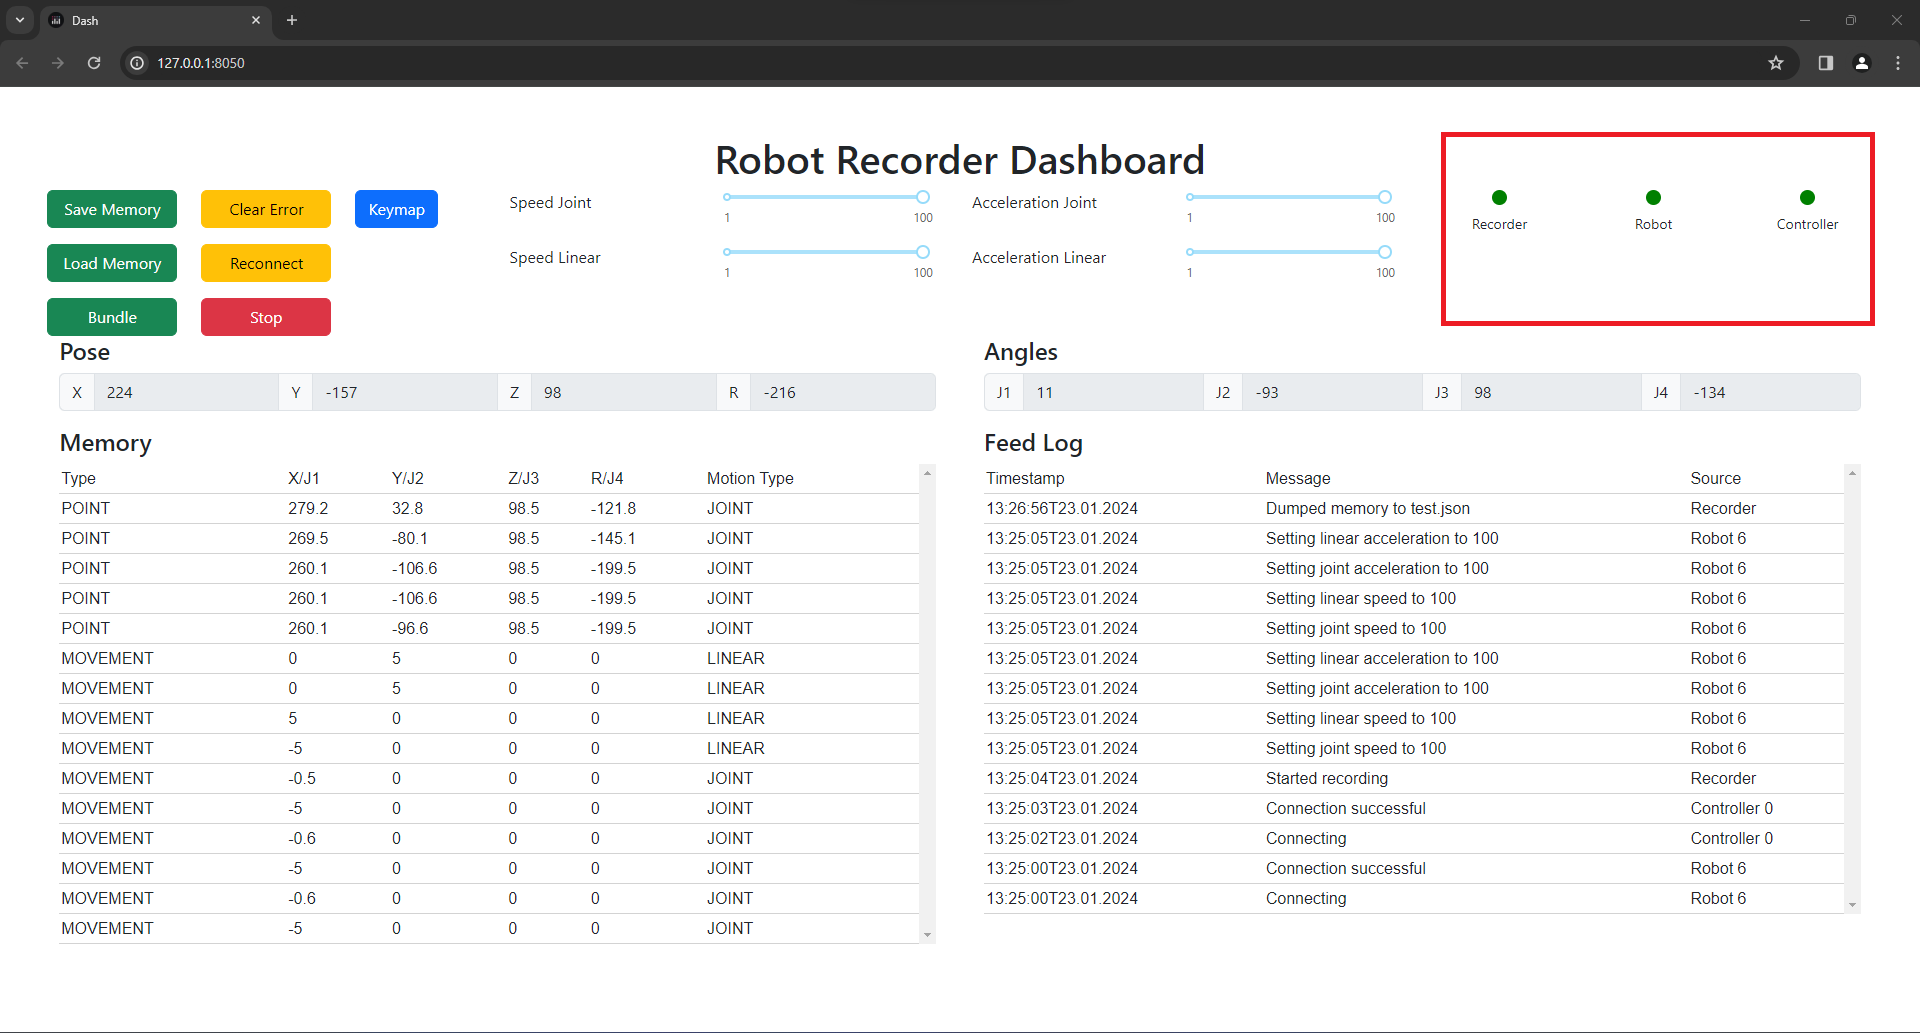 Dash
127.0.0.1:8050
Robot Recorder Dashboard
Save Memory Clear Error Keymap
Load Memory Reconnect
Bundle Stop
Speed Joint 1 100 Acceleration Joint 1 100
Speed Linear 1 100 Acceleration Linear 1 100
Recorder Robot Controller
Pose
X 224 Y -157 Z 98 R -216
Angles
J1 11 J2 -93 J3 98 J4 -134
Memory
Type X/J1 Y/J2 Z/J3 R/J4 Motion Type
POINT 279.2 32.8 98.5 -121.8 JOINT
POINT 269.5 -80.1 98.5 -145.1 JOINT
POINT 260.1 -106.6 98.5 -199.5 JOINT
POINT 260.1 -106.6 98.5 -199.5 JOINT
POINT 260.1 -96.6 98.5 -199.5 JOINT
MOVEMENT 0 5 0 0 LINEAR
MOVEMENT 0 5 0 0 LINEAR
MOVEMENT 5 0 0 0 LINEAR
MOVEMENT -5 0 0 0 LINEAR
MOVEMENT -0.5 0 0 0 JOINT
MOVEMENT -5 0 0 0 JOINT
MOVEMENT -0.6 0 0 0 JOINT
MOVEMENT -5 0 0 0 JOINT
MOVEMENT -0.6 0 0 0 JOINT
MOVEMENT -5 0 0 0 JOINT
Feed Log
Timestamp Message Source
13:26:56T23.01.2024 Dumped memory to test.json Recorder
13:25:05T23.01.2024 Setting linear acceleration to 100 Robot 6
13:25:05T23.01.2024 Setting joint acceleration to 100 Robot 6
13:25:05T23.01.2024 Setting linear speed to 100 Robot 6
13:25:05T23.01.2024 Setting joint speed to 100 Robot 6
13:25:05T23.01.2024 Setting linear acceleration to 100 Robot 6
13:25:05T23.01.2024 Setting joint acceleration to 100 Robot 6
13:25:05T23.01.2024 Setting linear speed to 100 Robot 6
13:25:05T23.01.2024 Setting joint speed to 100 Robot 6
13:25:04T23.01.2024 Started recording Recorder
13:25:03T23.01.2024 Connection successful Controller 0
13:25:02T23.01.2024 Connecting Controller 0
13:25:00T23.01.2024 Connection successful Robot 6
13:25:00T23.01.2024 Connecting Robot 6